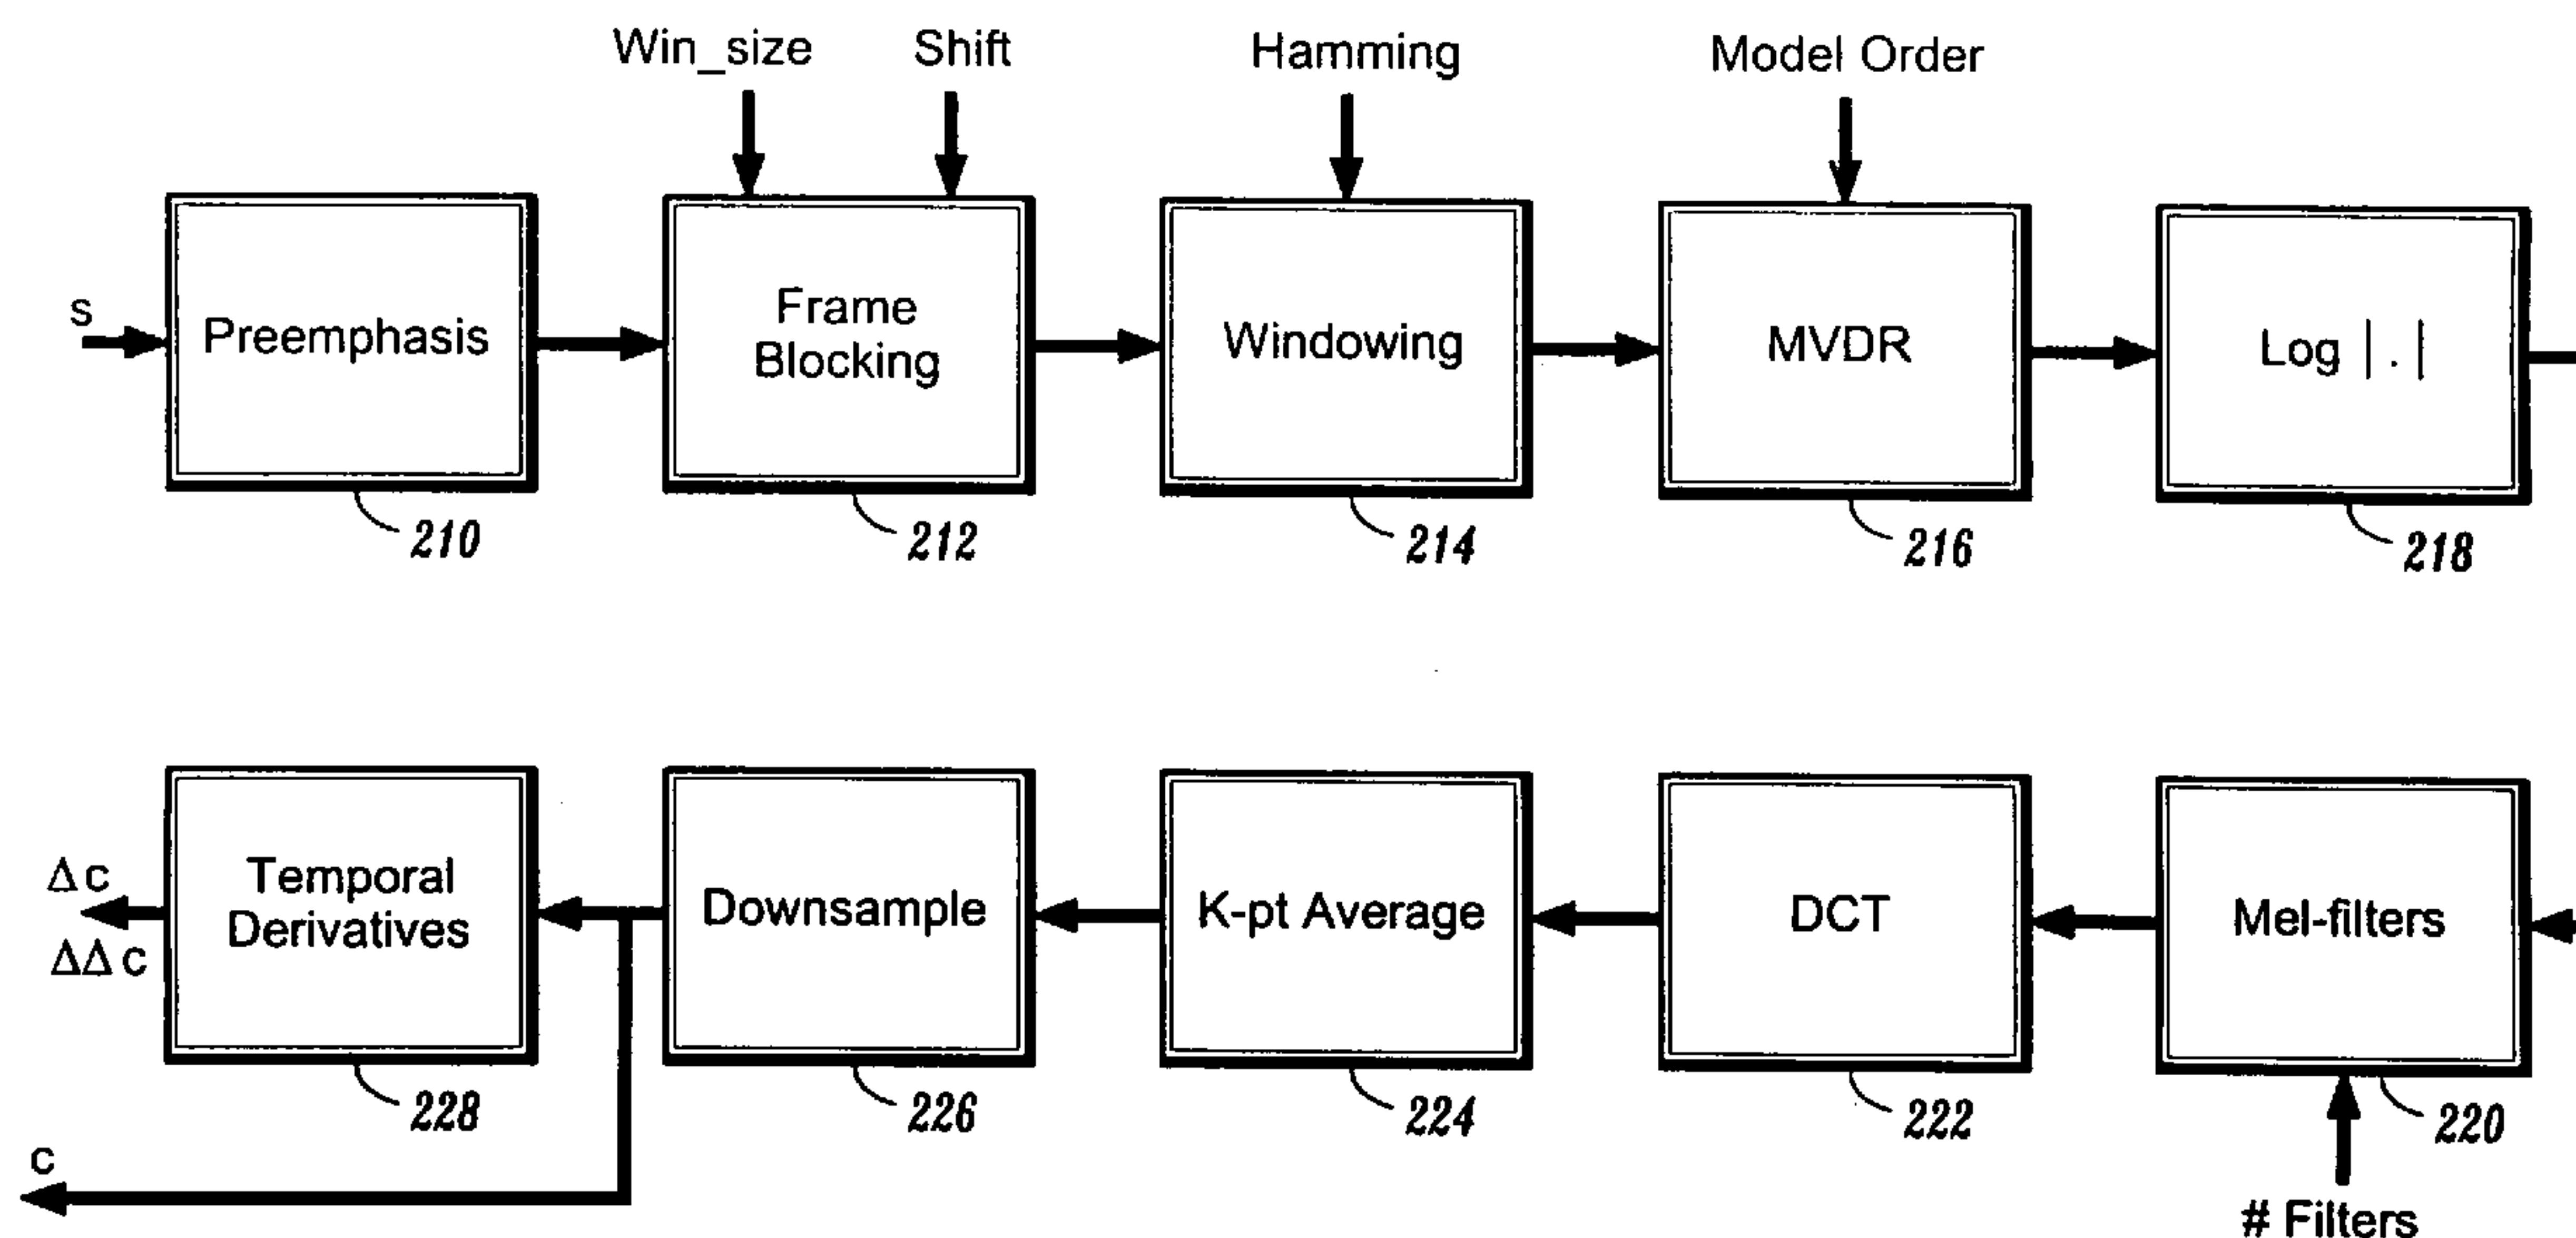 Win_size
Shift
Hamming
Model Order
s
Preemphasis
Frame
Blocking
Windowing
MVDR
Log | . |
210
212
214
216
218
Δc
ΔΔc
Temporal
Derivatives
Downsample
K-pt Average
DCT
Mel-filters
228
226
224
222
220
c
# Filters